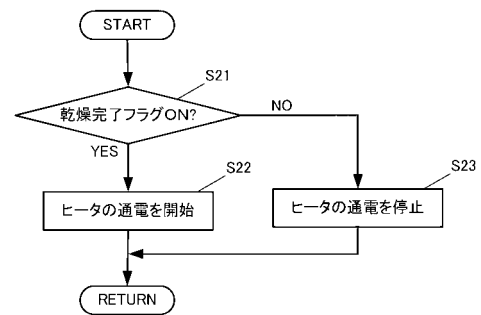 START
S21
乾燥完了フラグON?
NO
YES
S22
S23
ヒータの通電を開始
ヒータの通電を停止
RETURN